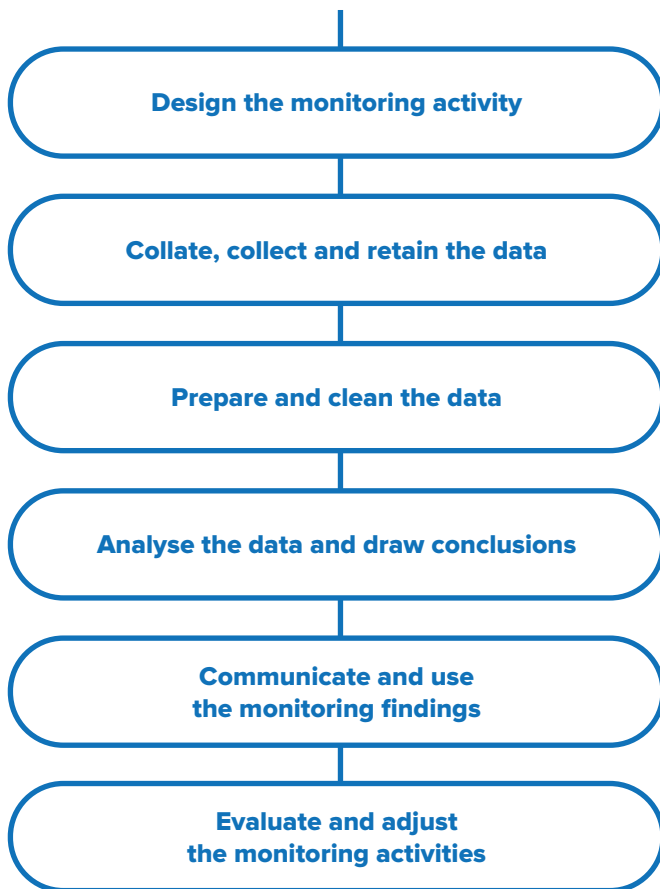 Design the monitoring activity
Collate, collect and retain the data
Prepare and clean the data
Analyse the data and draw conclusions
Communicate and use
the monitoring findings
Evaluate and adjust
the monitoring activities